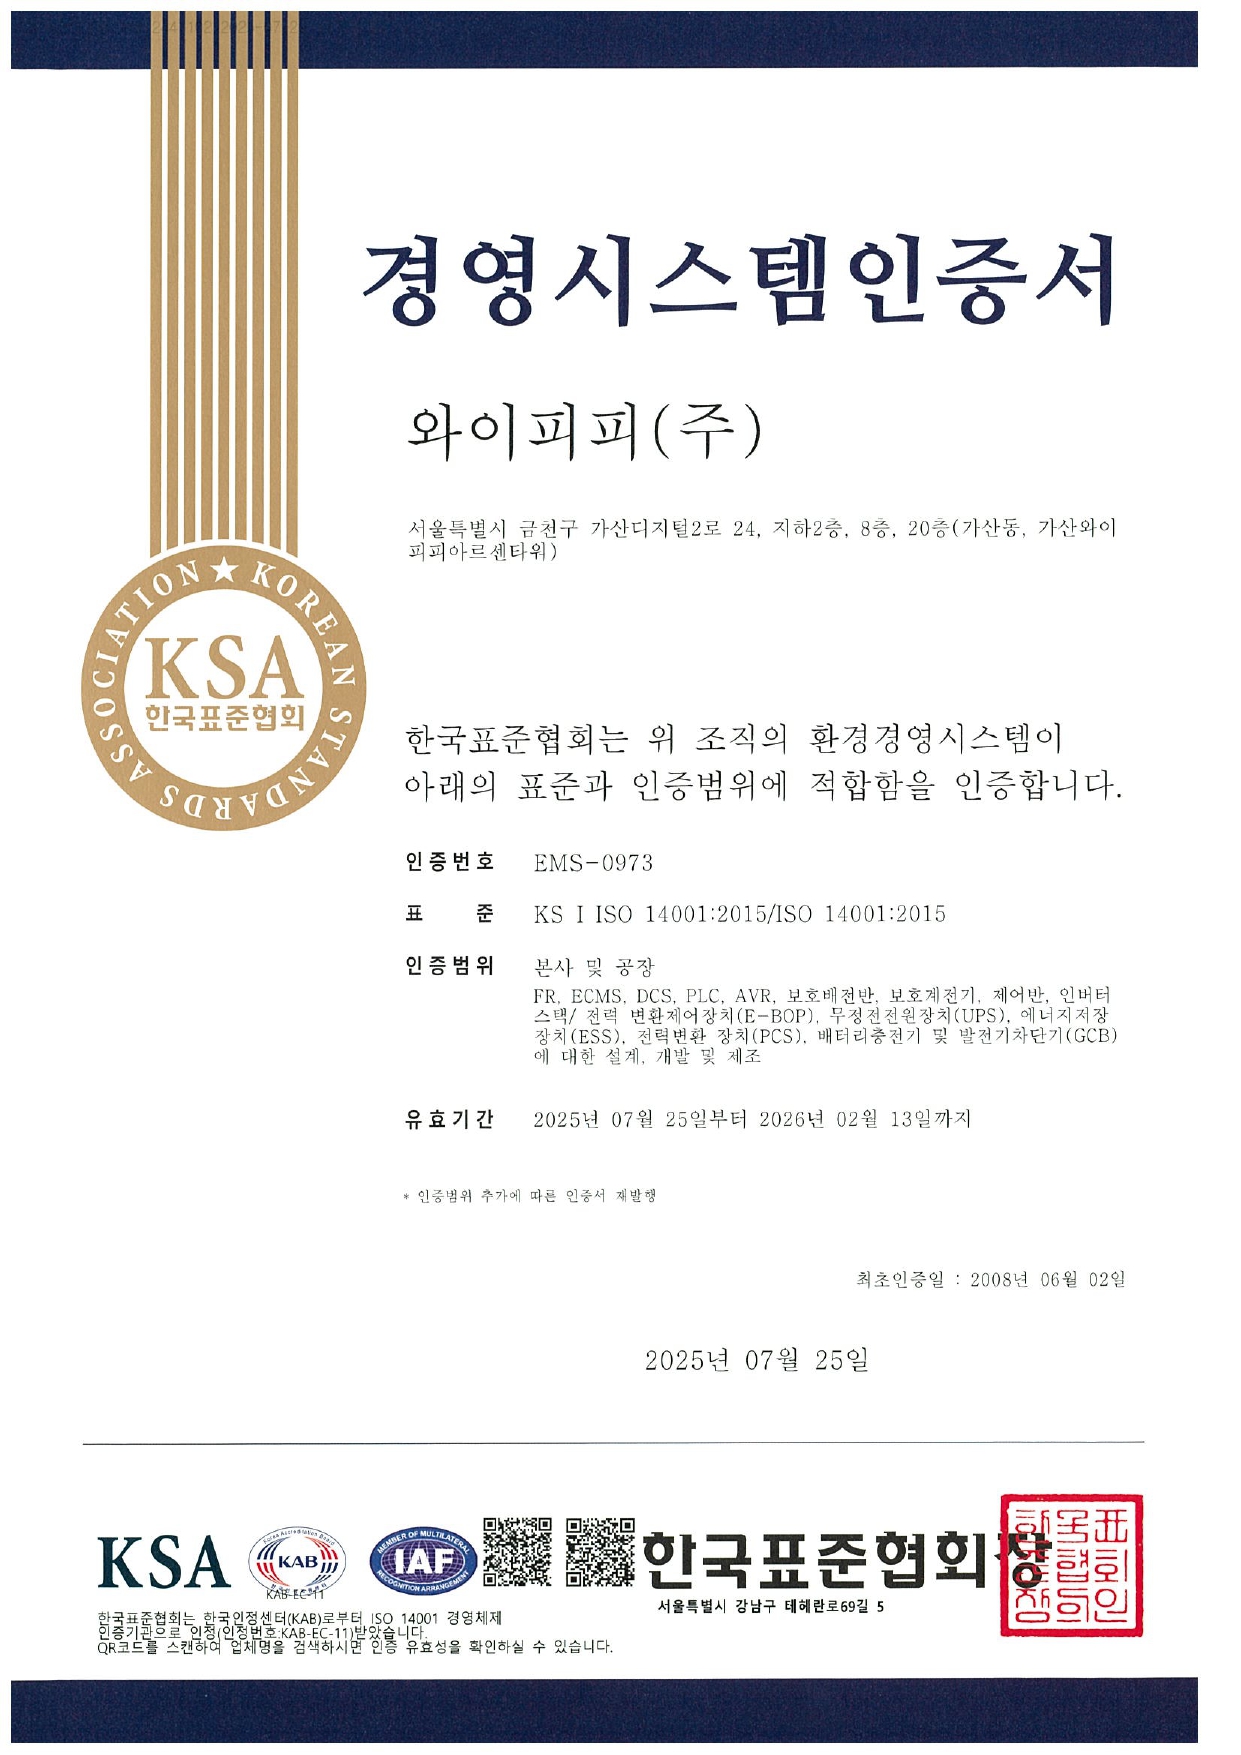 경영시스템인증서
와이피피(주)
서울특별시 금천구 가산디지털2로 24, 지하2층, 8층, 20층(가산동, 가산와이
피피아르센타워)
KOREAN STANDARDS ASSOCIATION
KSA
한국표준협회
한국표준협회는 위 조직의 환경경영시스템이
아래의 표준과 인증범위에 적합함을 인증합니다.
인증번호 EMS-0973
표 준 KS I ISO 14001:2015/ISO 14001:2015
인증범위 본사 및 공장
FR, ECMS, DCS, PLC, AVR, 보호배전반, 보호계전기, 제어반, 인버터
스택/ 전력 변환제어장치(E-BOP), 무정전전원장치(UPS), 에너지저장
장치(ESS), 전력변환 장치(PCS), 배터리충전기 및 발전기차단기(GCB)
에 대한 설계, 개발 및 제조
유효기간 2025년 07월 25일부터 2026년 02월 13일까지
* 인증범위 추가에 따른 인증서 재발행
최초인증일 : 2008년 06월 02일
2025년 07월 25일
KSA
Korea Accreditation Board
KAB
KAB-EC-11
MEMBER OF MULTILATERAL
IAF
RECOGNITION ARRANGEMENT
한국표준협회장
서울특별시 강남구 테헤란로69길 5
한국표준협회는 한국인정센터(KAB)로부터 ISO 14001 경영체제
인증기관으로 인정(인정번호:KAB-EC-11)받았습니다.
QR코드를 스캔하여 업체명을 검색하시면 인증 유효성을 확인하실 수 있습니다.